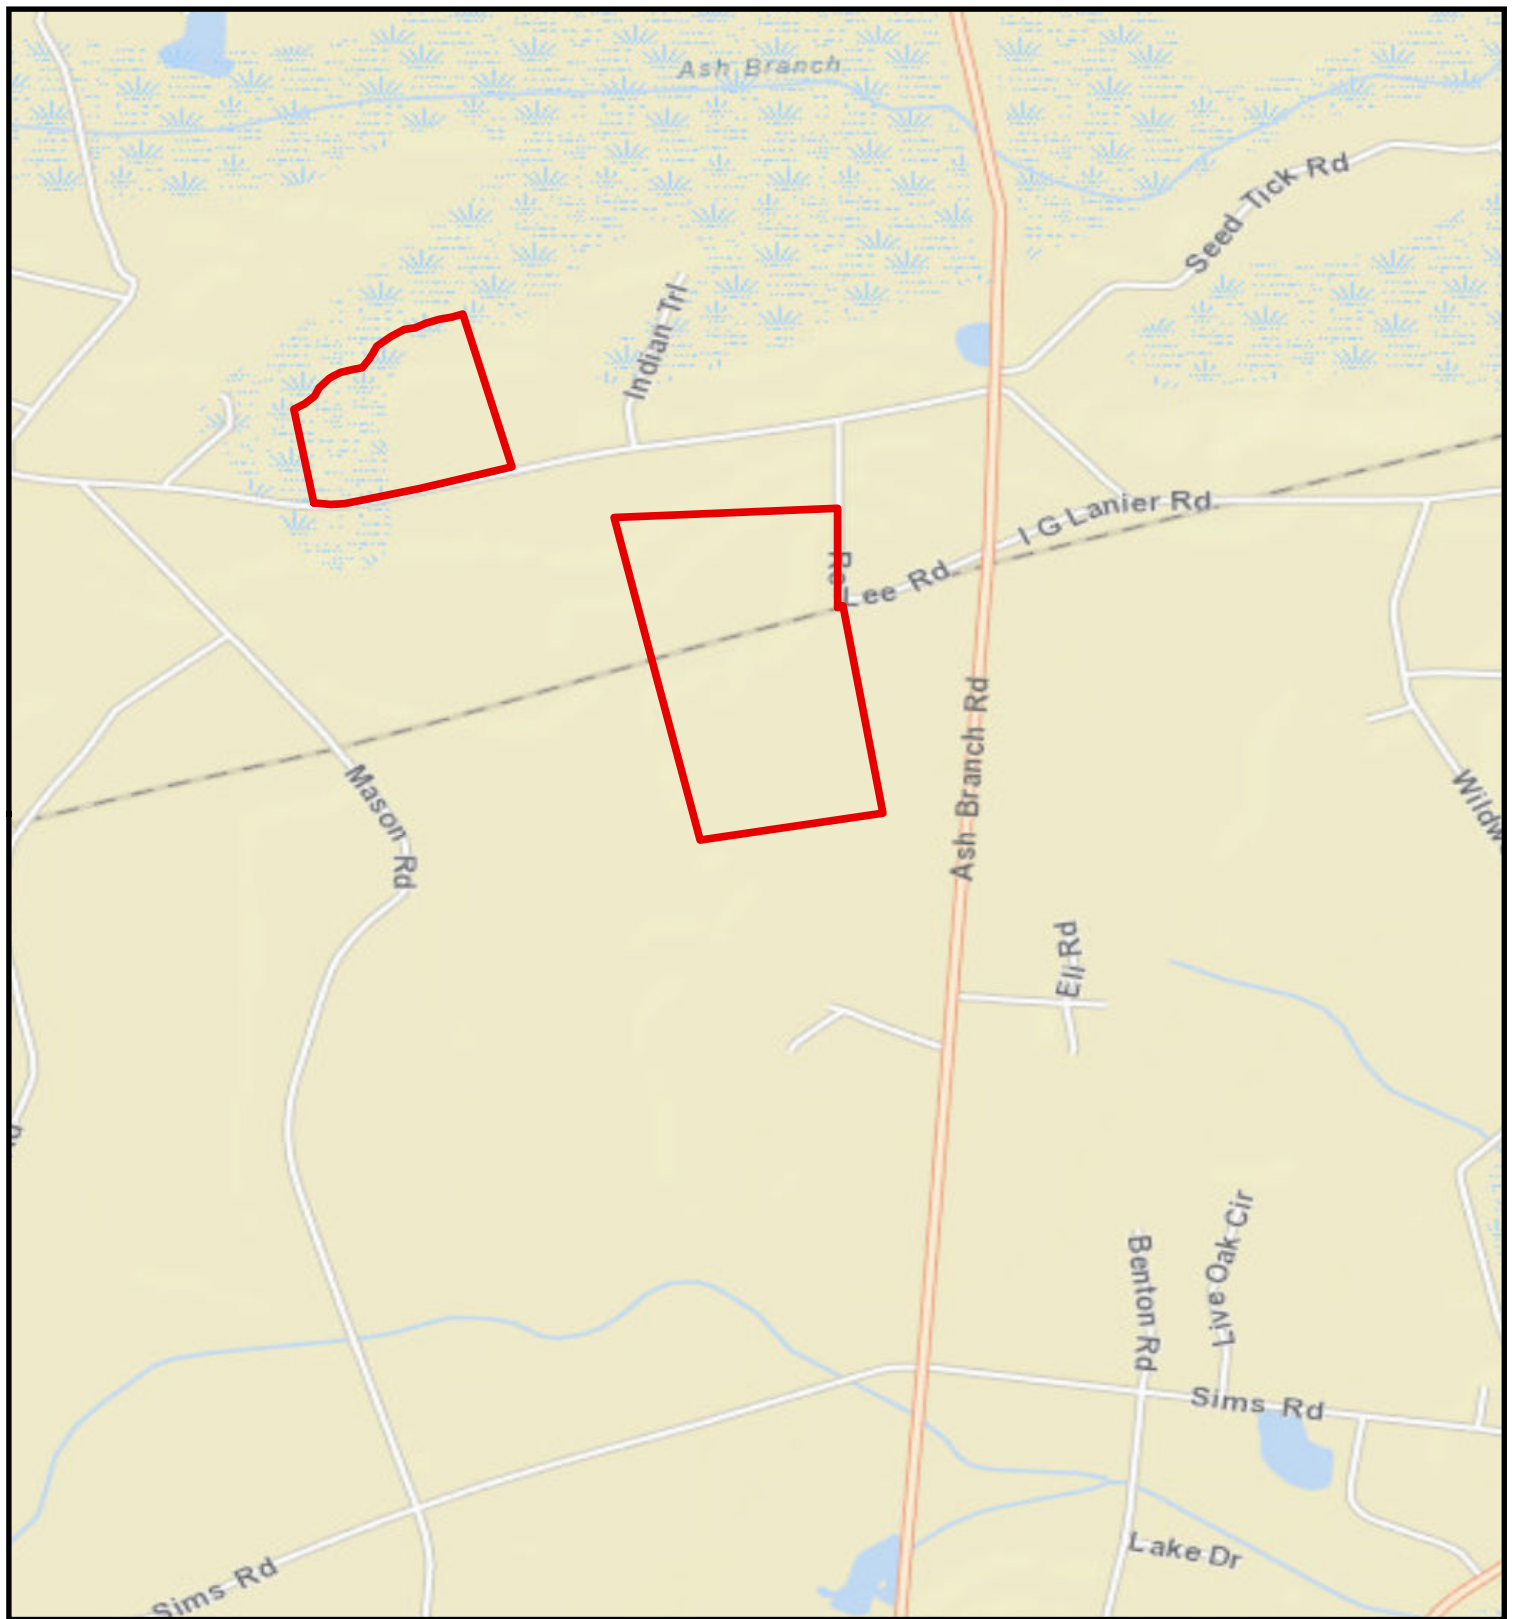 Ash Branch
Seed Tick Rd
Indian Trl
I G Lanier Rd
Lee Rd
Ash Branch Rd
Mason Rd
Eli Rd
Live Oak Cir
Benton Rd
Sims Rd
Lake Dr
Sims Rd